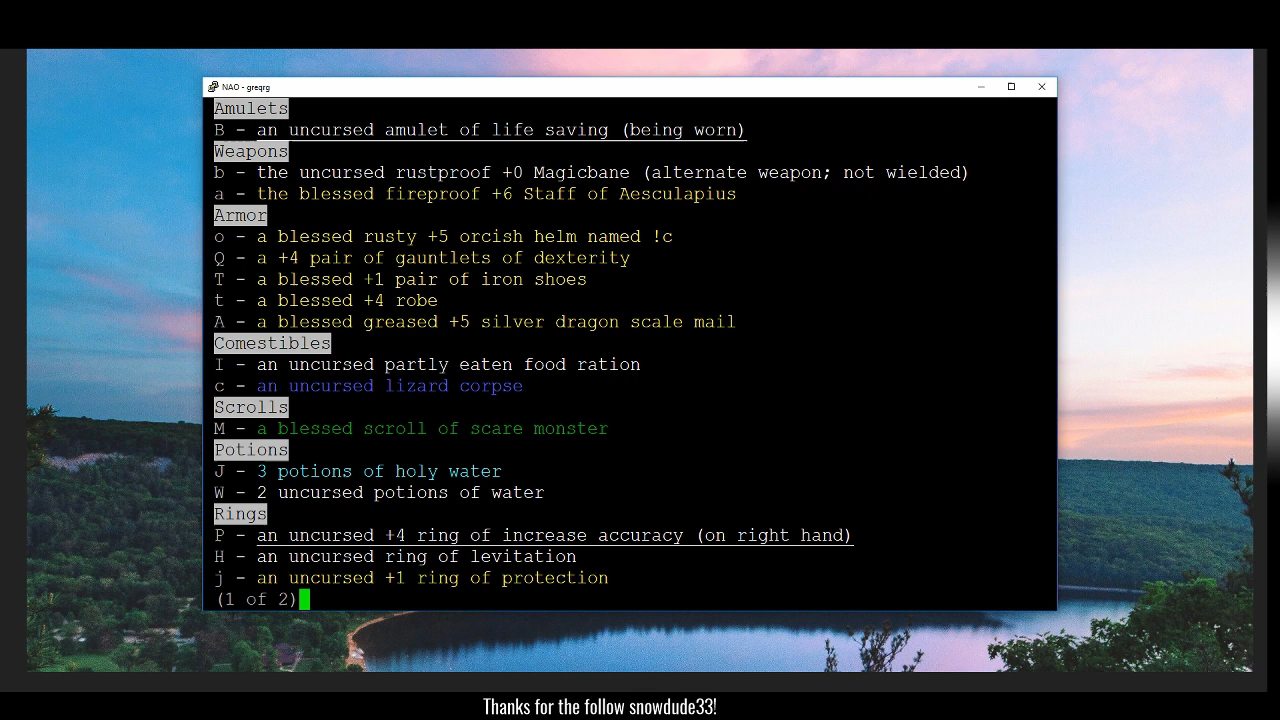 NAO - greqrg
Amulets
B - an uncursed amulet of life saving (being worn)
Weapons
b - the uncursed rustproof +0 Magicbane (alternate weapon; not wielded)
a - the blessed fireproof +6 Staff of Aesculapius
Armor
o - a blessed rusty +5 orcish helm named !c
Q - a +4 pair of gauntlets of dexterity
T - a blessed +1 pair of iron shoes
t - a blessed +4 robe
A - a blessed greased +5 silver dragon scale mail
Comestibles
I - an uncursed partly eaten food ration
c - an uncursed lizard corpse
Scrolls
M - a blessed scroll of scare monster
Potions
J - 3 potions of holy water
W - 2 uncursed potions of water
Rings
P - an uncursed +4 ring of increase accuracy (on right hand)
H - an uncursed ring of levitation
j - an uncursed +1 ring of protection
(1 of 2)
Thanks for the follow snowdude33!